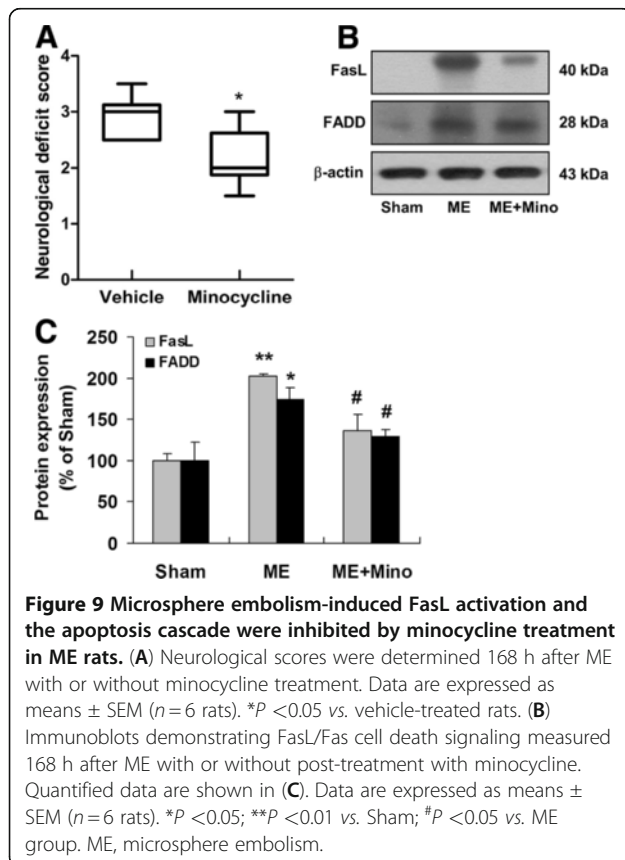 A
Neurological deficit score
4
3
2
1
0
*
Vehicle Minocycline
B
FasL 40 kDa
FADD 28 kDa
β-actin 43 kDa
Sham ME ME+Mino
C
Protein expression
(% of Sham)
250
200
150
100
50
0
FasL
FADD
** *
# #
Sham ME ME+Mino
Figure 9 Microsphere embolism-induced FasL activation and
the apoptosis cascade were inhibited by minocycline treatment
in ME rats. (A) Neurological scores were determined 168 h after ME
with or without minocycline treatment. Data are expressed as
means ± SEM (n = 6 rats). *P <0.05 vs. vehicle-treated rats. (B)
Immunoblots demonstrating FasL/Fas cell death signaling measured
168 h after ME with or without post-treatment with minocycline.
Quantified data are shown in (C). Data are expressed as means ±
SEM (n = 6 rats). *P <0.05; **P <0.01 vs. Sham; #P <0.05 vs. ME
group. ME, microsphere embolism.